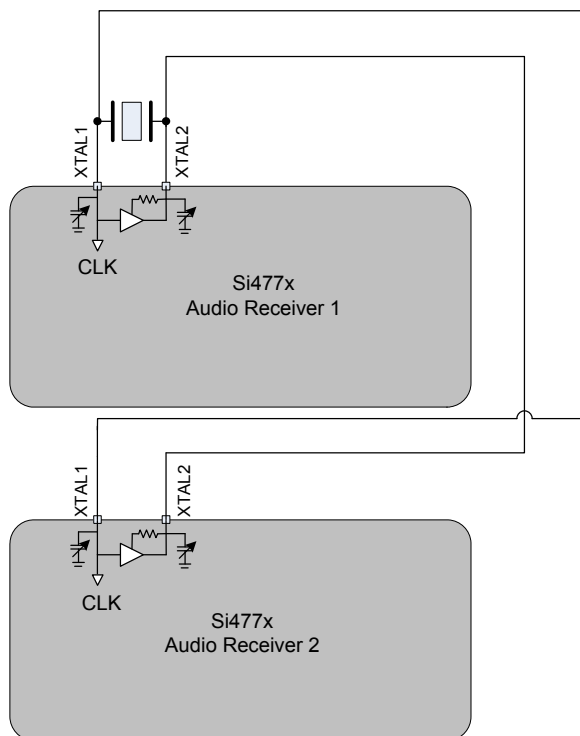 XTAL1
XTAL2
CLK
Si477x
Audio Receiver 1
XTAL1
XTAL2
CLK
Si477x
Audio Receiver 2